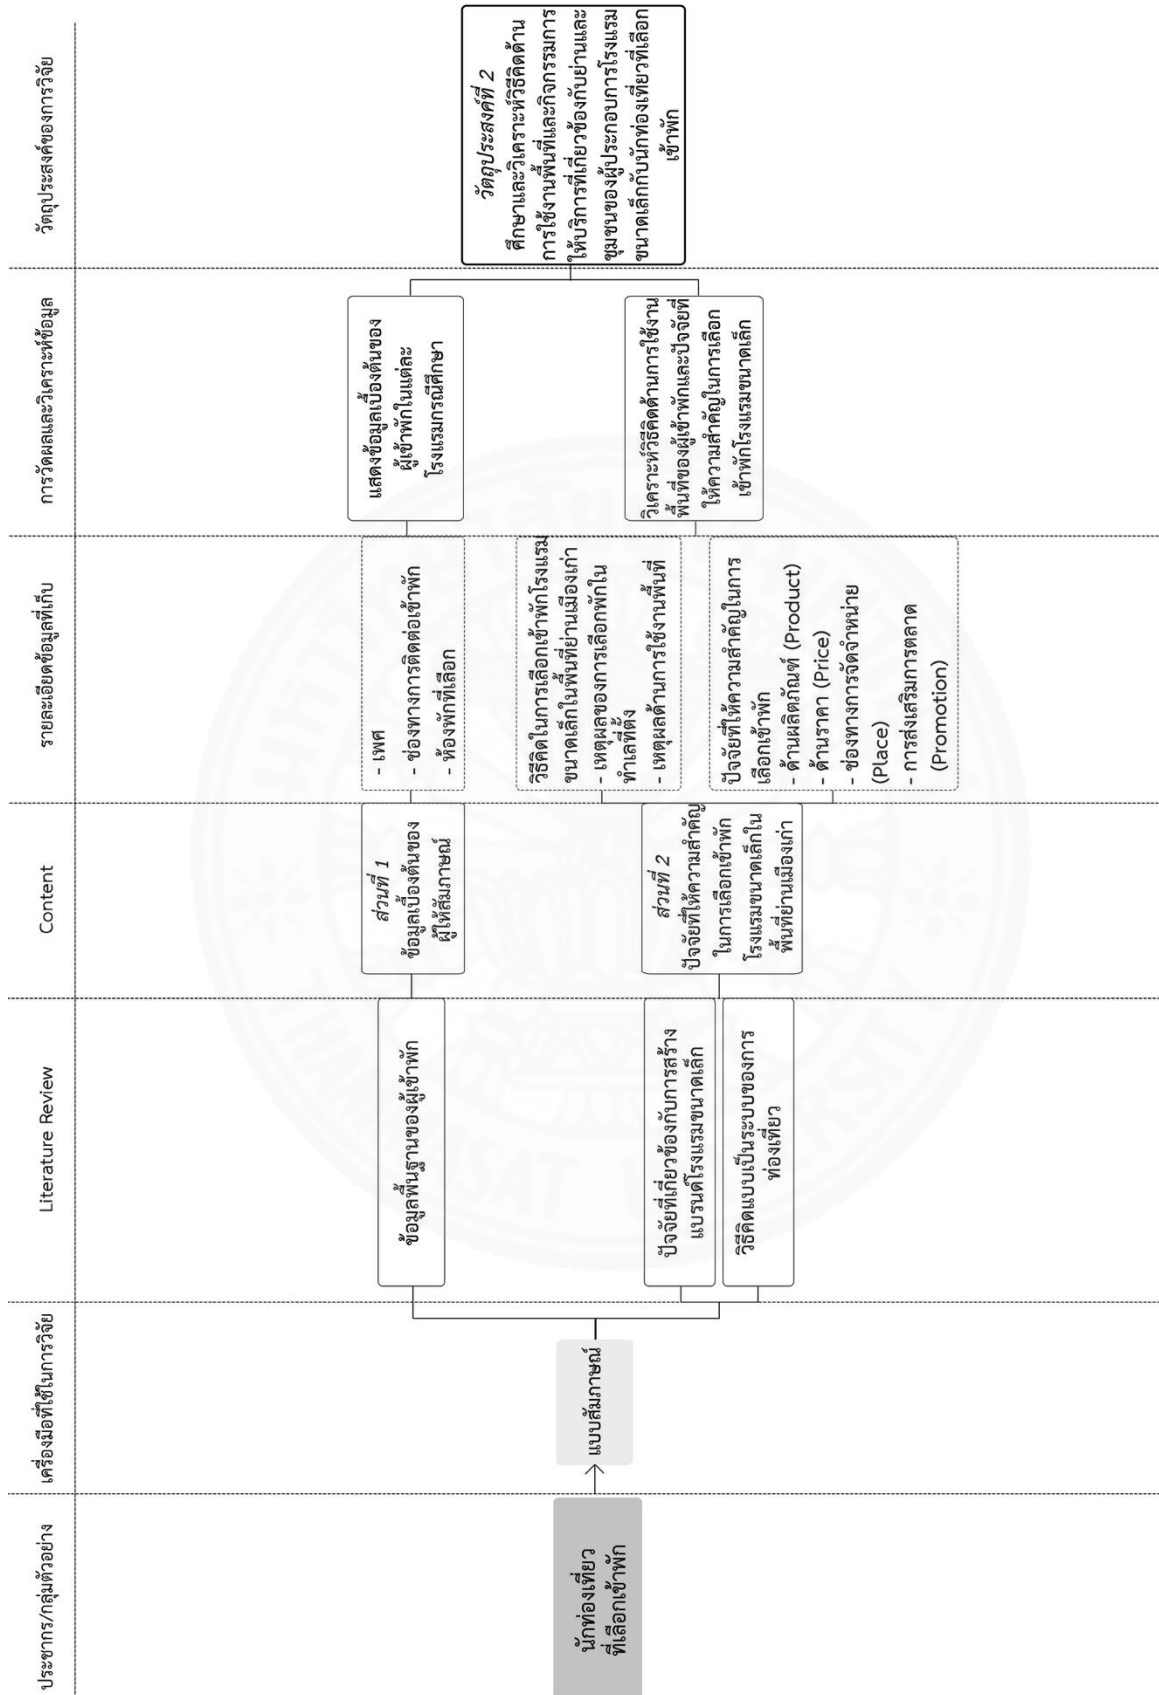 ประชากร/กลุ่มตัวอย่าง
เครื่องมือที่ใช้ในการวิจัย
Literature Review
Content
รายละเอียดข้อมูลที่เก็บ
การวัดผลและวิเคราะห์ข้อมูล
วัตถุประสงค์ของการวิจัย
นักท่องเที่ยว
ที่เลือกเข้าพัก
แบบสัมภาษณ์
ข้อมูลพื้นฐานของผู้เข้าพัก
ปัจจัยที่เกี่ยวข้องกับการสร้าง
แบรนด์โรงแรมขนาดเล็ก
วิธีคิดแบบเป็นระบบของการ
ท่องเที่ยว
ส่วนที่ 1
ข้อมูลเบื้องต้นของ
ผู้ให้สัมภาษณ์
ส่วนที่ 2
ปัจจัยที่ให้ความสำคัญ
ในการเลือกเข้าพัก
โรงแรมขนาดเล็กใน
พื้นที่ย่านเมืองเก่า
- เพศ
- ช่องทางการติดต่อเข้าพัก
- ห้องพักที่เลือก
วิธีคิดในการเลือกเข้าพักโรงแรม
ขนาดเล็กในพื้นที่ย่านเมืองเก่า
- เหตุผลของการเลือกพักใน
ทำเลที่ตั้ง
- เหตุผลด้านการใช้งานพื้นที่
ปัจจัยที่ให้ความสำคัญในการ
เลือกเข้าพัก
- ด้านผลิตภัณฑ์ (Product)
- ด้านราคา (Price)
- ช่องทางการจัดจำหน่าย
(Place)
- การส่งเสริมการตลาด
(Promotion)
แสดงข้อมูลเบื้องต้นของ
ผู้เข้าพักในแต่ละ
โรงแรมกรณีศึกษา
วิเคราะห์วิธีคิดด้านการใช้งาน
พื้นที่ของผู้เข้าพักและปัจจัยที่
ให้ความสำคัญในการเลือก
เข้าพักโรงแรมขนาดเล็ก
วัตถุประสงค์ที่ 2
ศึกษาและวิเคราะห์วิธีคิดด้าน
การใช้งานพื้นที่และกิจกรรมการ
ให้บริการที่เกี่ยวข้องกับย่านและ
ชุมชนของผู้ประกอบการโรงแรม
ขนาดเล็กกับนักท่องเที่ยวที่เลือก
เข้าพัก